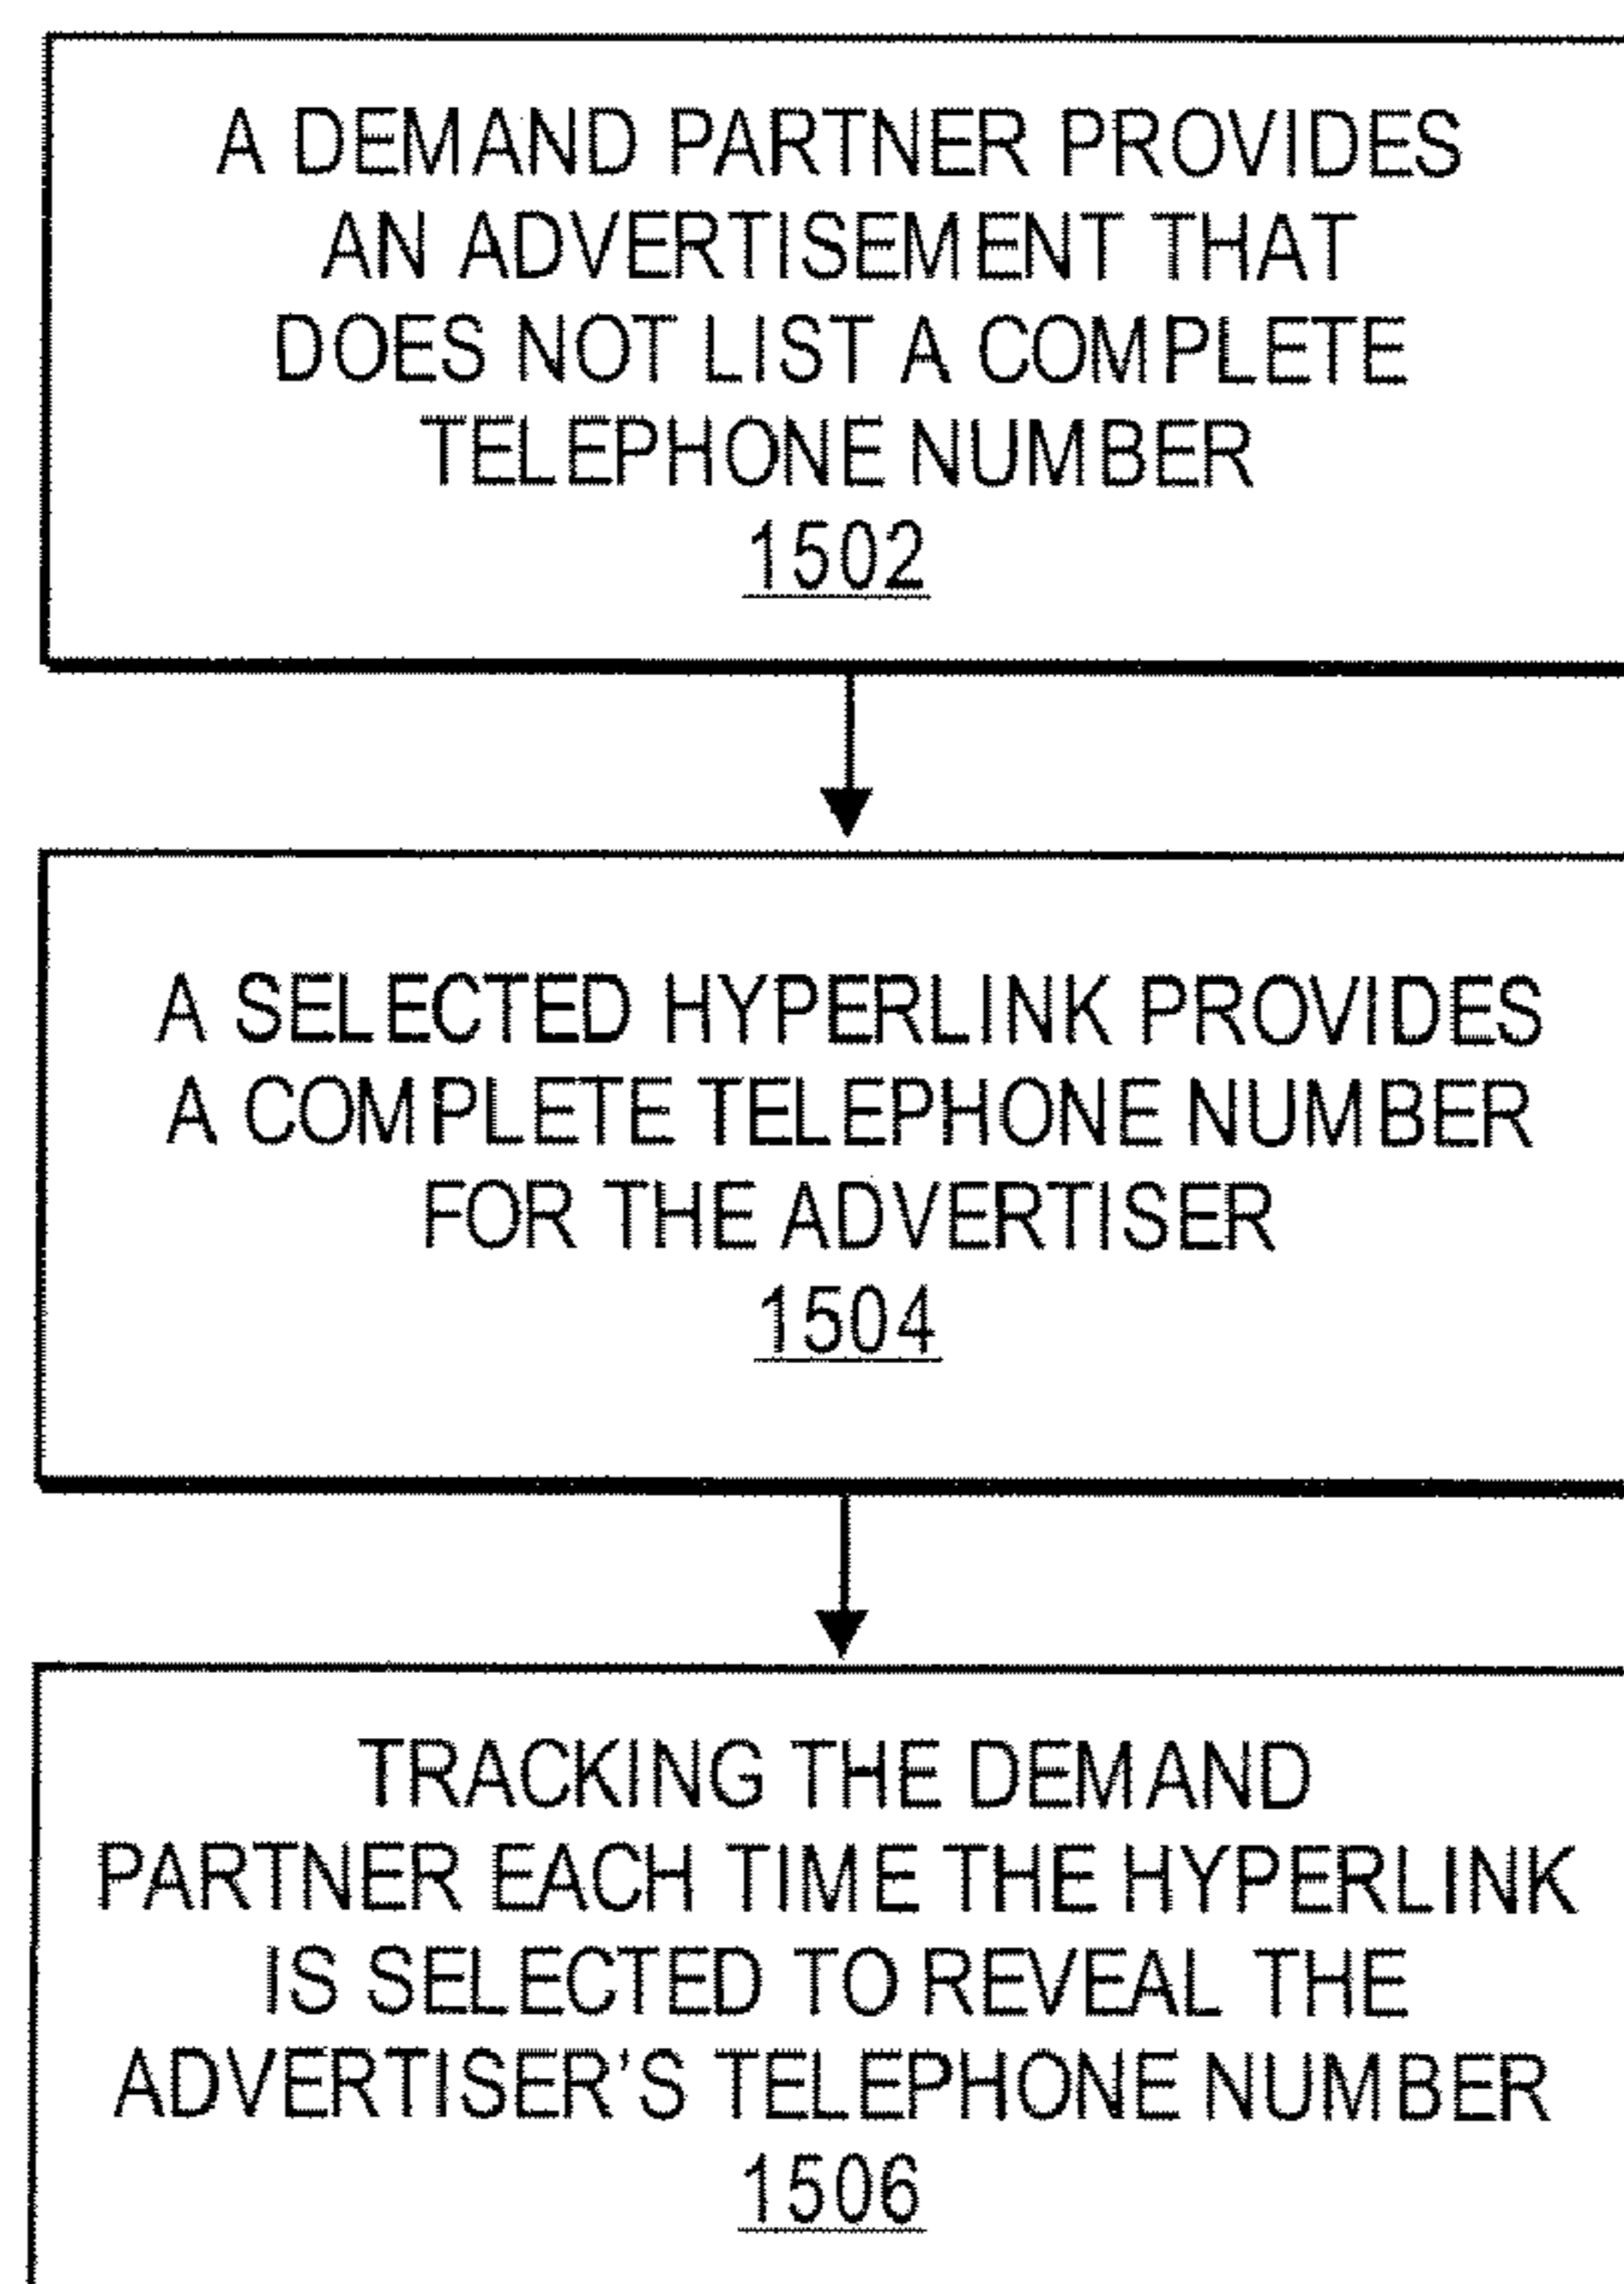 A DEMAND PARTNER PROVIDES
AN ADVERTISEMENT THAT
DOES NOT LIST A COMPLETE
TELEPHONE NUMBER
1502
A SELECTED HYPERLINK PROVIDES
A COMPLETE TELEPHONE NUMBER
FOR THE ADVERTISER
1504
TRACKING THE DEMAND
PARTNER EACH TIME THE HYPERLINK
IS SELECTED TO REVEAL THE
ADVERTISER'S TELEPHONE NUMBER
1506